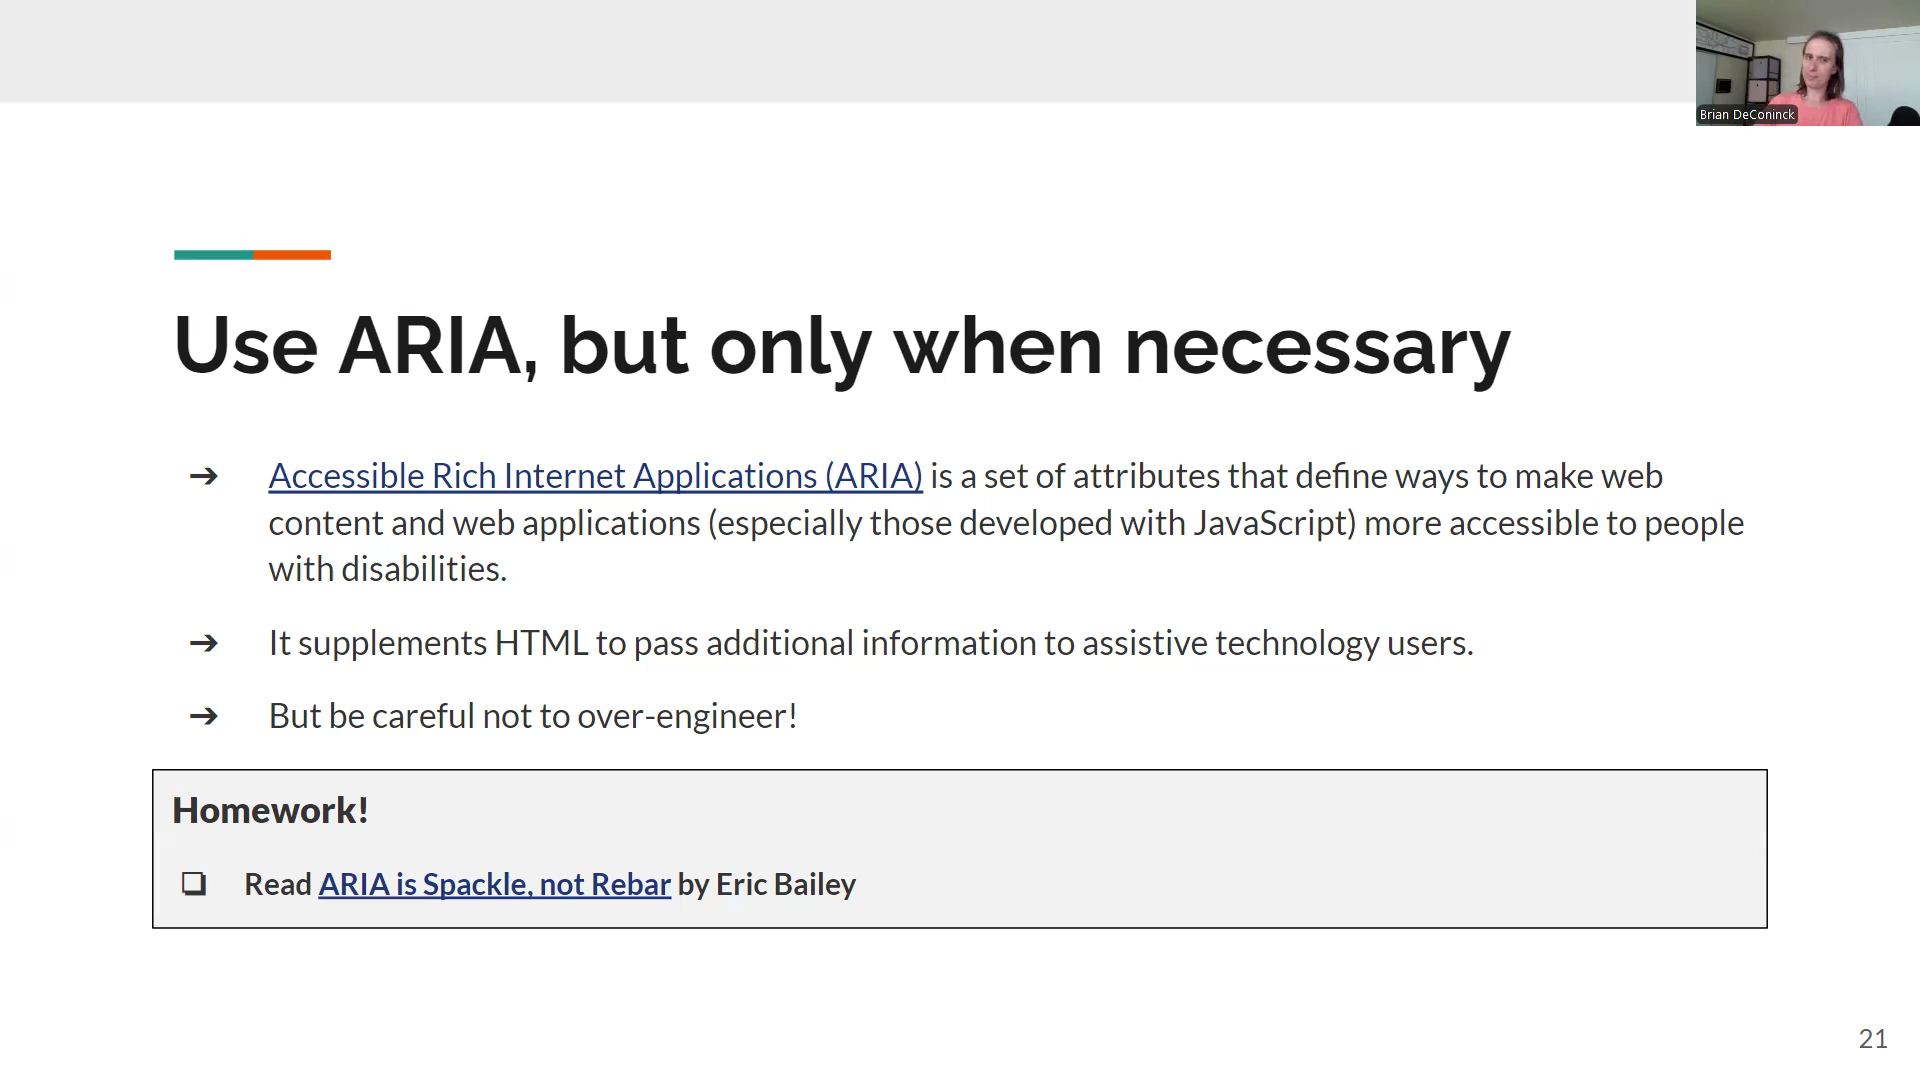 Brian DeConinck
Use ARIA, but only when necessary
➔ Accessible Rich Internet Applications (ARIA) is a set of attributes that define ways to make web
content and web applications (especially those developed with JavaScript) more accessible to people
with disabilities.
➔ It supplements HTML to pass additional information to assistive technology users.
➔ But be careful not to over-engineer!
Homework!
❏ Read ARIA is Spackle, not Rebar by Eric Bailey
21